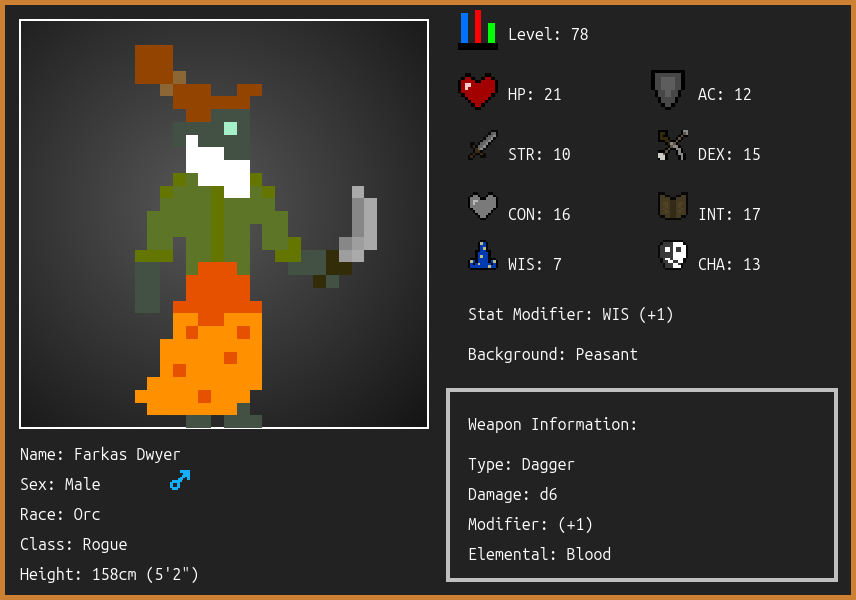 Level: 78
HP: 21
AC: 12
STR: 10
DEX: 15
CON: 16
INT: 17
WIS: 7
CHA: 13
Stat Modifier: WIS (+1)
Background: Peasant
Weapon Information:
Type: Dagger
Damage: d6
Modifier: (+1)
Elemental: Blood
Name: Farkas Dwyer
Sex: Male
Race: Orc
Class: Rogue
Height: 158cm (5'2")